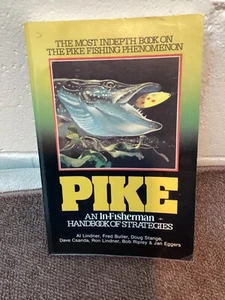 THE MOST INDEPTH BOOK ON
THE PIKE FISHING PHENOMENON
PIKE
AN In-Fisherman
HANDBOOK OF STRATEGIES
Al Lindner, Fred Buller, Doug Stange,
Dave Csanda, Ron Lindner, Bob Ripley & Jan Eggers